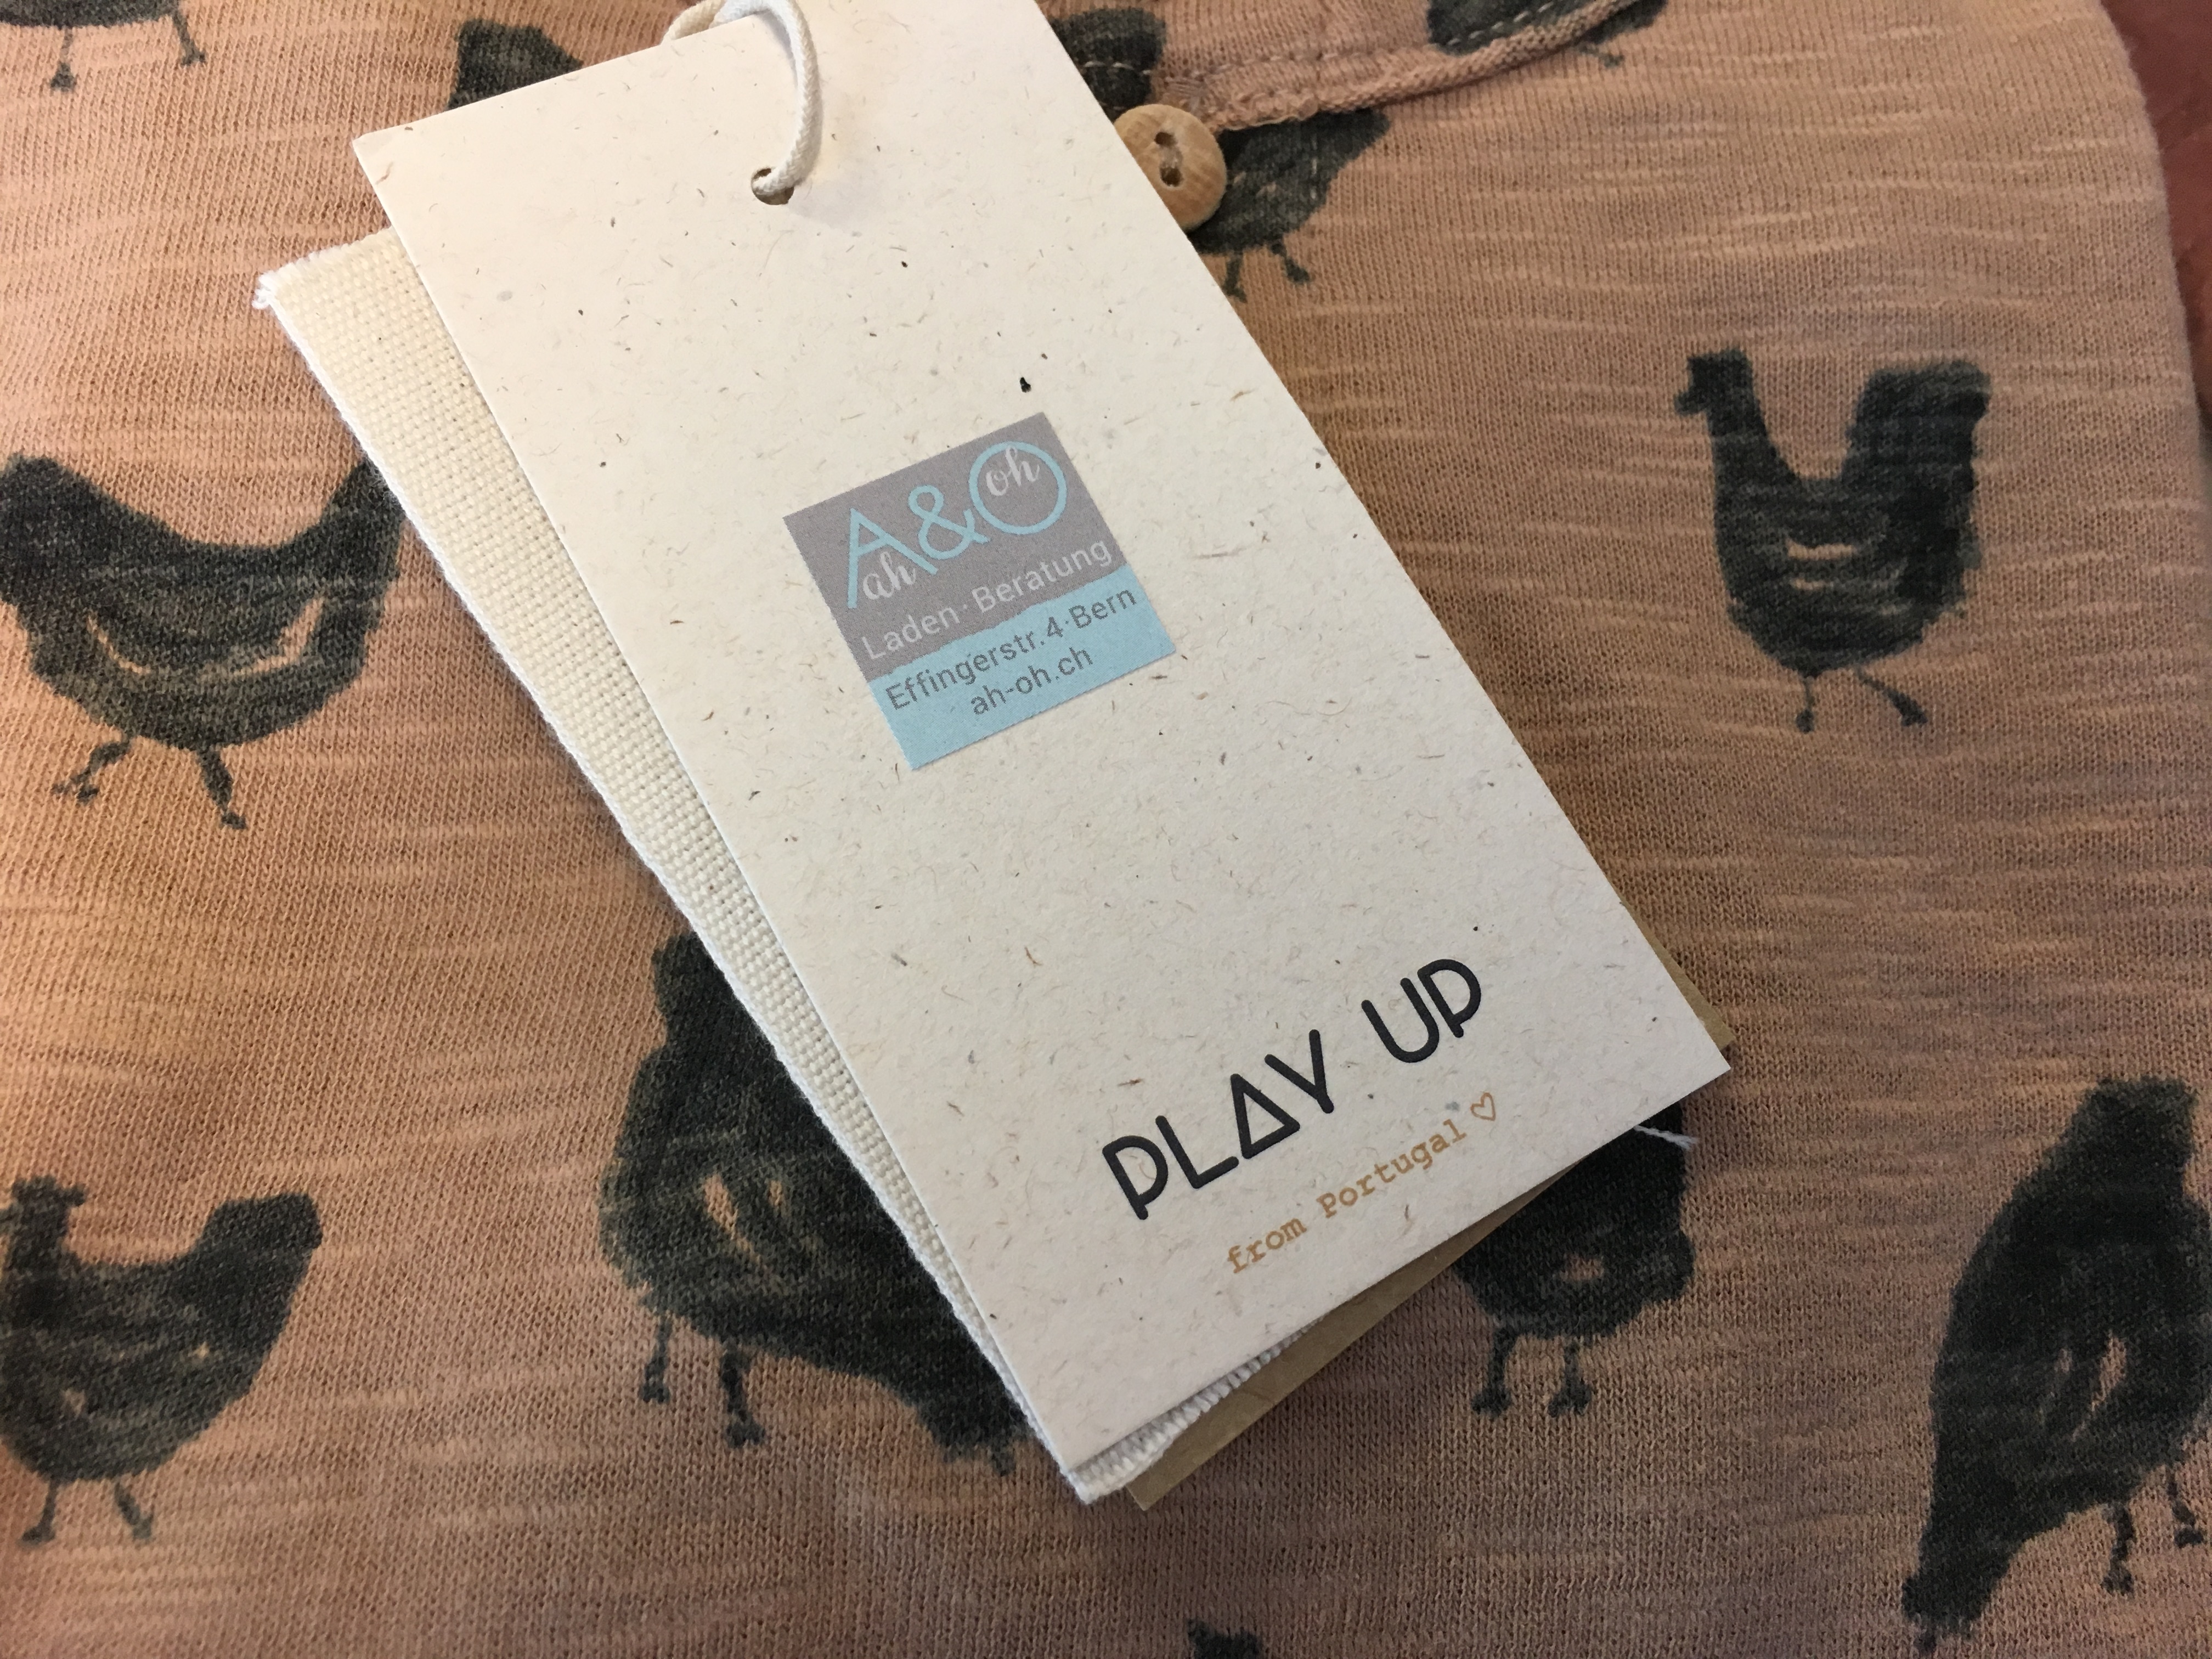 A&O
ah oh
Laden·Beratung
Effingerstr.4·Bern
ah-oh.ch
PLAY UP
from Portugal ♡